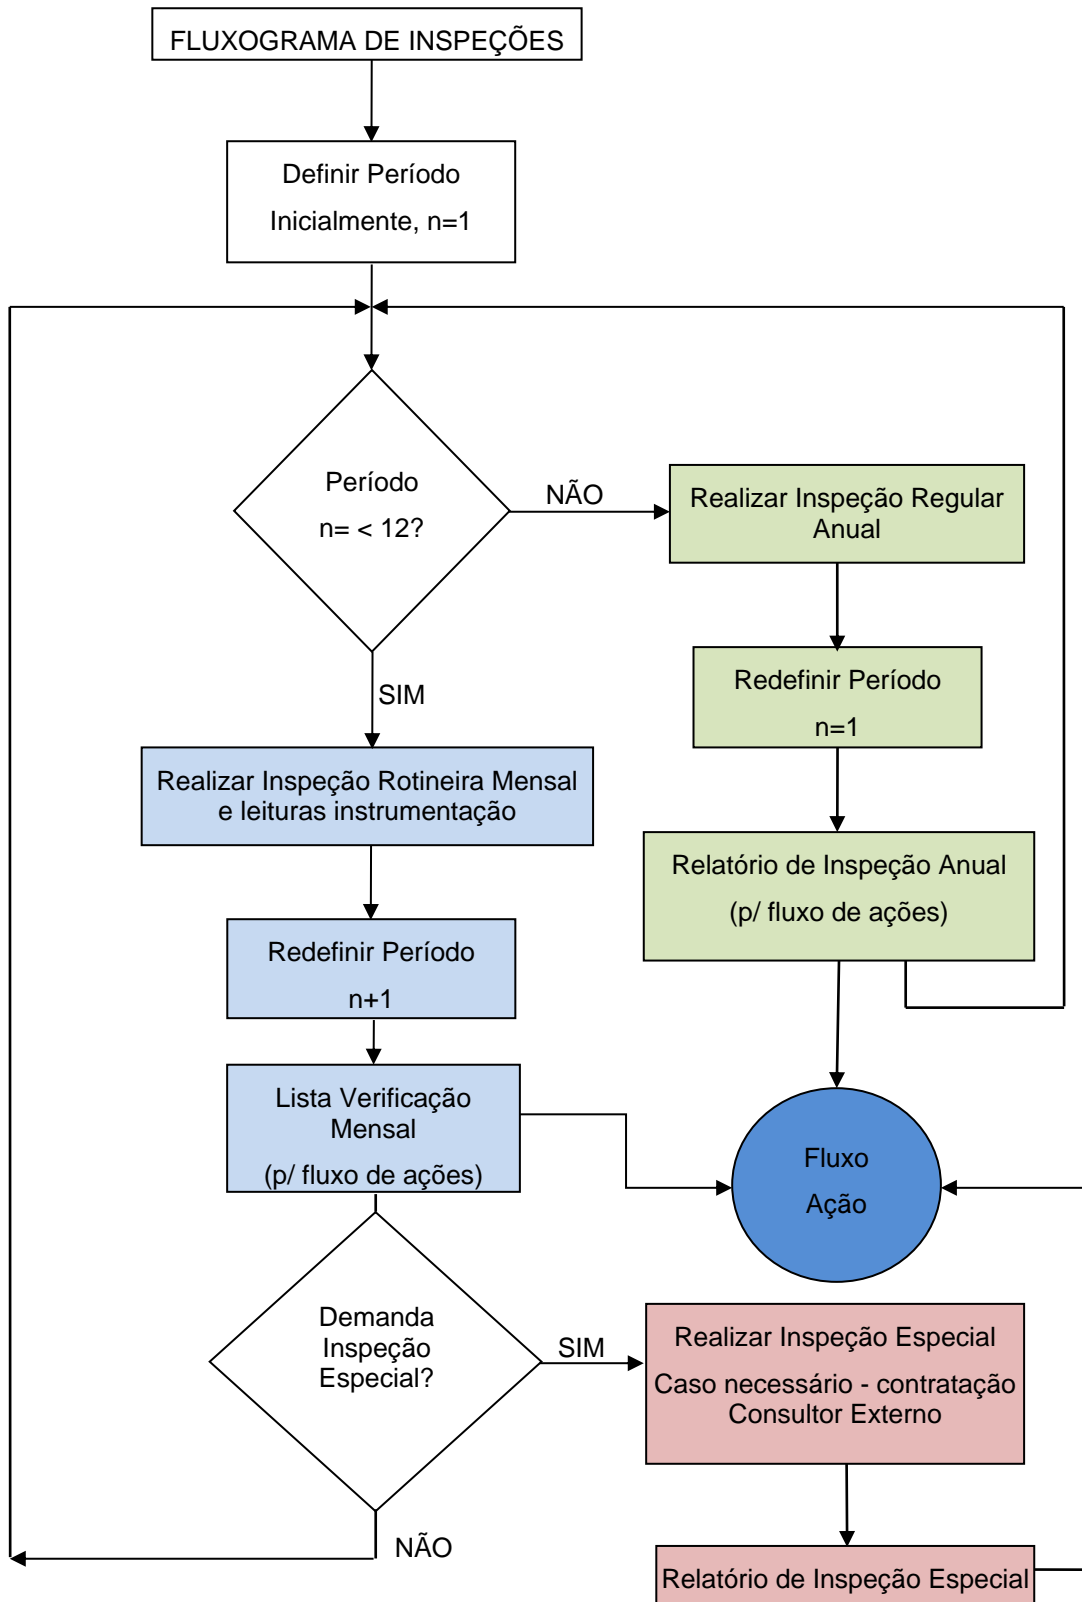 FLUXOGRAMA DE INSPEÇÕES
Definir Período
Inicialmente, n=1
Período
n= < 12?
NÃO
Realizar Inspeção Regular
Anual
Redefinir Período
n=1
SIM
Realizar Inspeção Rotineira Mensal
e leituras instrumentação
Relatório de Inspeção Anual
(p/ fluxo de ações)
Redefinir Período
n+1
Lista Verificação
Mensal
(p/ fluxo de ações)
Fluxo
Ação
Demanda
Inspeção
Especial?
SIM
Realizar Inspeção Especial
Caso necessário - contratação
Consultor Externo
NÃO
Relatório de Inspeção Especial